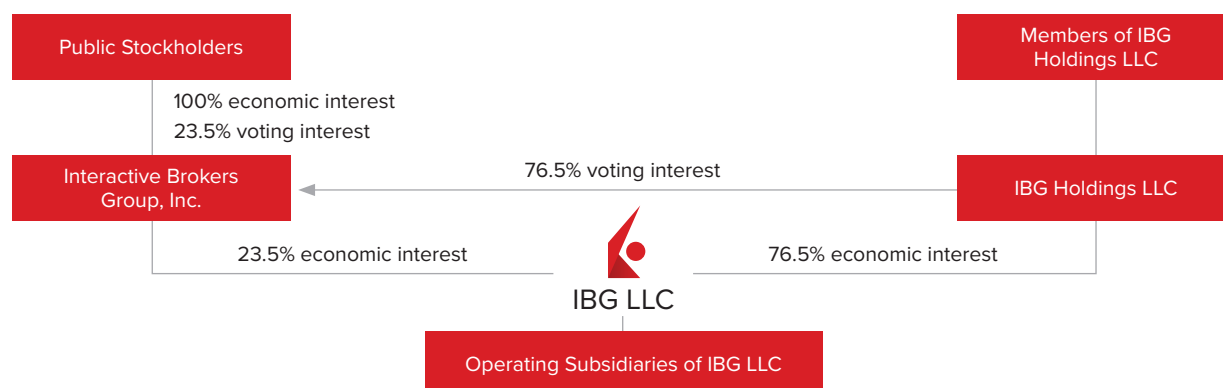 Public Stockholders
Members of IBG
Holdings LLC
100% economic interest
23.5% voting interest
Interactive Brokers
Group, Inc.
76.5% voting interest
IBG Holdings LLC
23.5% economic interest
76.5% economic interest
IBG LLC
Operating Subsidiaries of IBG LLC